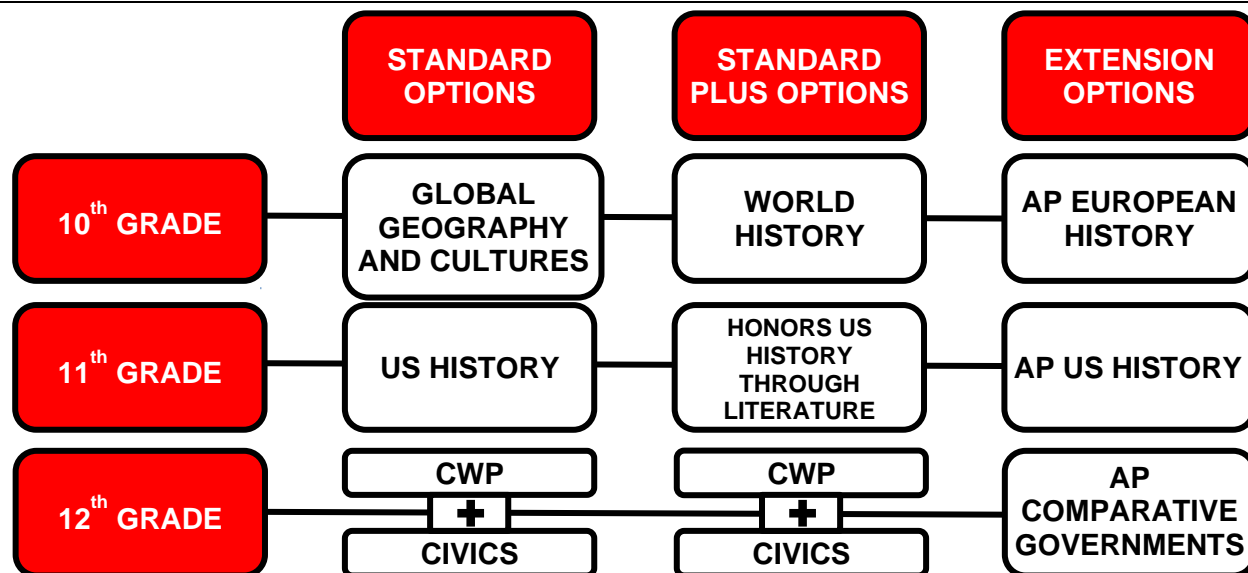 STANDARD
OPTIONS
STANDARD
PLUS OPTIONS
EXTENSION
OPTIONS
10th GRADE
GLOBAL
GEOGRAPHY
AND CULTURES
WORLD
HISTORY
AP EUROPEAN
HISTORY
11th GRADE
US HISTORY
HONORS US
HISTORY
THROUGH
LITERATURE
AP US HISTORY
12th GRADE
CWP
+
CIVICS
CWP
+
CIVICS
AP
COMPARATIVE
GOVERNMENTS